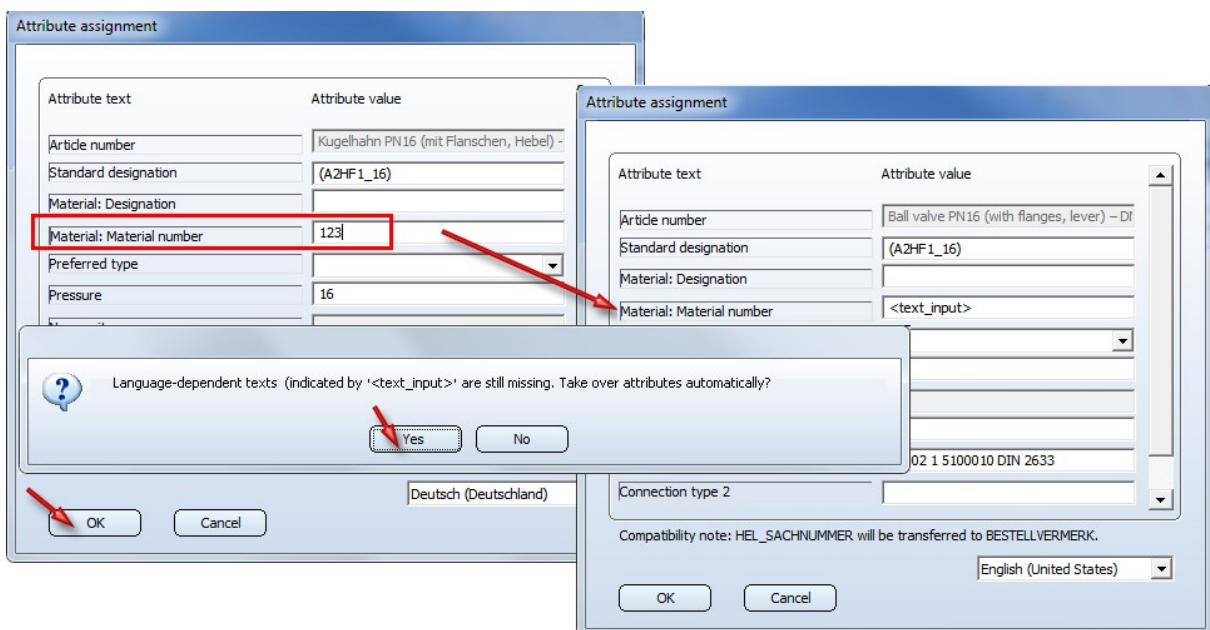 Attribute assignment
Attribute text Attribute value
Article number Kugelhahn PN16 (mit Flanschen, Hebel) -
Standard designation (A2HF1_16)
Material: Designation
Material: Material number 123
Preferred type
Pressure 16
Language-dependent texts (indicated by '<text_input>' are still missing. Take over attributes automatically?
Yes No
Deutsch (Deutschland)
OK Cancel
Attribute assignment
Attribute text Attribute value
Article number Ball valve PN16 (with flanges, lever) – DN
Standard designation (A2HF1_16)
Material: Designation
Material: Material number <text_input>
02 1 5100010 DIN 2633
Connection type 2
Compatibility note: HEL_SACHNUMMER will be transferred to BESTELLVERMERK.
English (United States)
OK Cancel